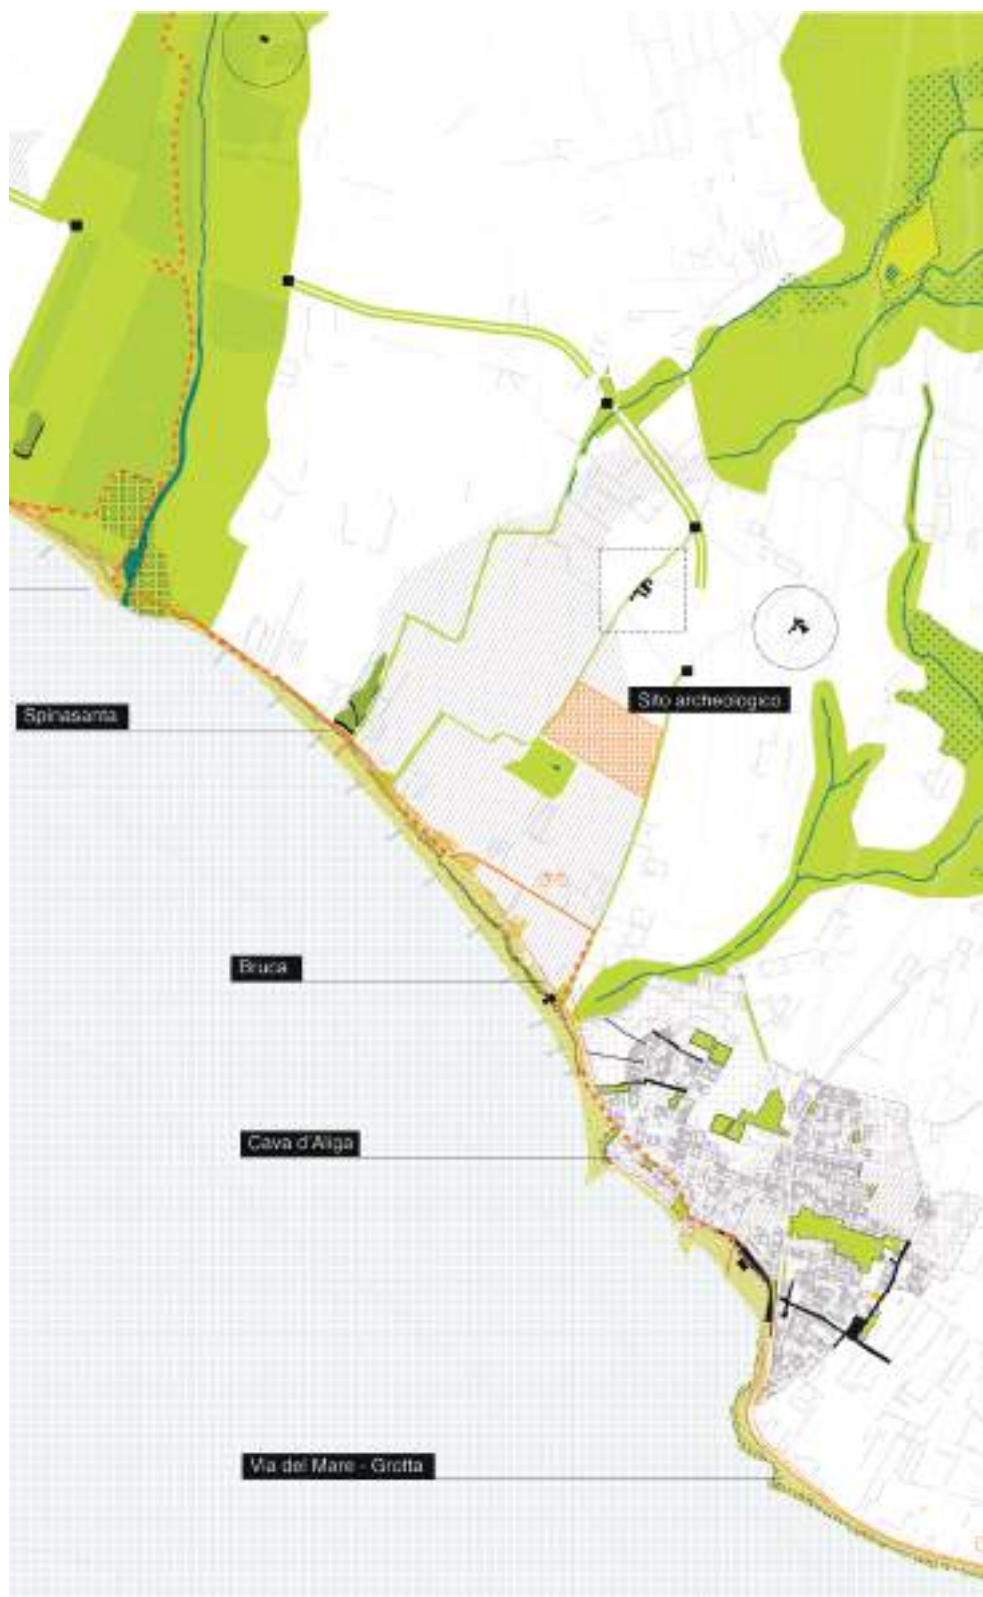 Sito archeologico
Spinasanta
Bruca
Cava d'Aliga
Via del Mare - Grotta